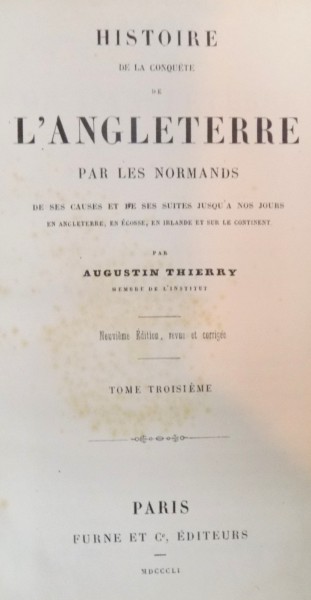 HISTOIRE
DE LA CONQUÊTE
DE
L'ANGLETERRE
PAR LES NORMANDS
DE SES CAUSES ET DE SES SUITES JUSQU'A NOS JOURS
EN ANGLETERRE, EN ÉCOSSE, EN IRLANDE ET SUR LE CONTINENT
PAR
AUGUSTIN THIERRY
MEMBRE DE L'INSTITUT
Neuvième Édition, revue et corrigée
TOME TROISIÈME
PARIS
FURNE ET Cᵉ, ÉDITEURS
MDCCCLI